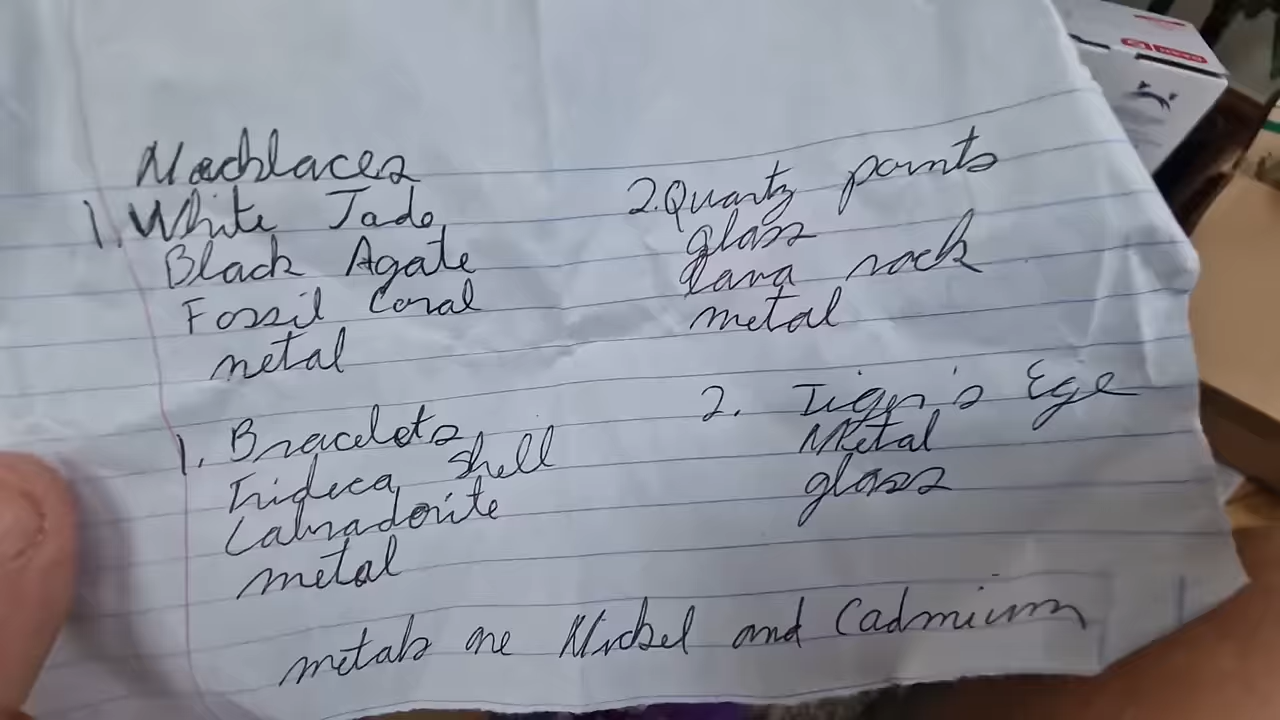 Necklaces
1. White Jade
Black Agate
Fossil Coral
metal
2. Quartz points
glass
Lava rock
metal
1. Bracelets
Trideca shell
Labradorite
metal
2. Tiger's Eye
Metal
glass
metals are Nickel and Cadmium